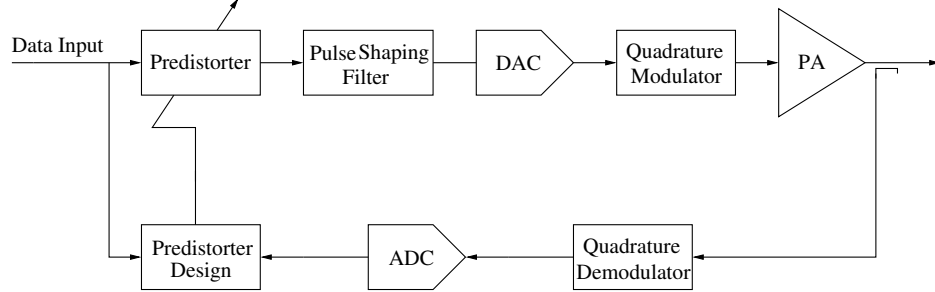 Data Input
Predistorter
Pulse Shaping
Filter
DAC
Quadrature
Modulator
PA
Predistorter
Design
ADC
Quadrature
Demodulator